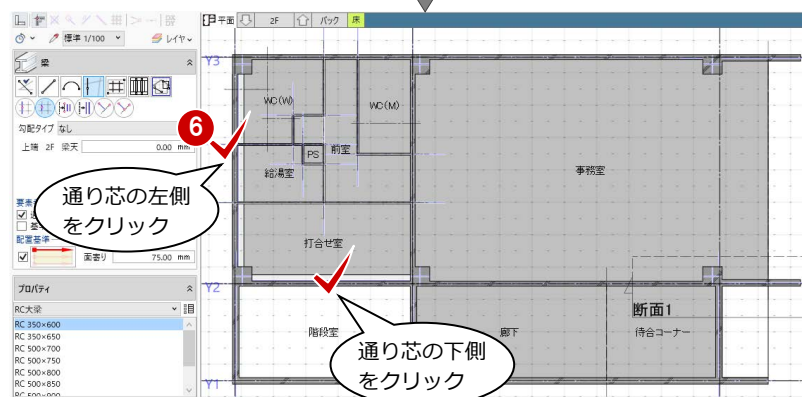 平面 2F バック 床
標準 1/100 レイヤ
梁
勾配タイプ なし
上端 2F 梁天 0.00 mm
配置基準
面寄り 75.00 mm
プロパティ
RC大梁
RC 350×600
RC 350×650
RC 500×700
RC 500×750
RC 500×800
RC 500×850
RC 500×900
6
通り芯の左側
をクリック
Y3
WC(W)
WC(M)
PS
前室
給湯室
事務室
打合せ室
Y2
断面1
階段室
廊下
待合コーナー
通り芯の下側
をクリック
Y1